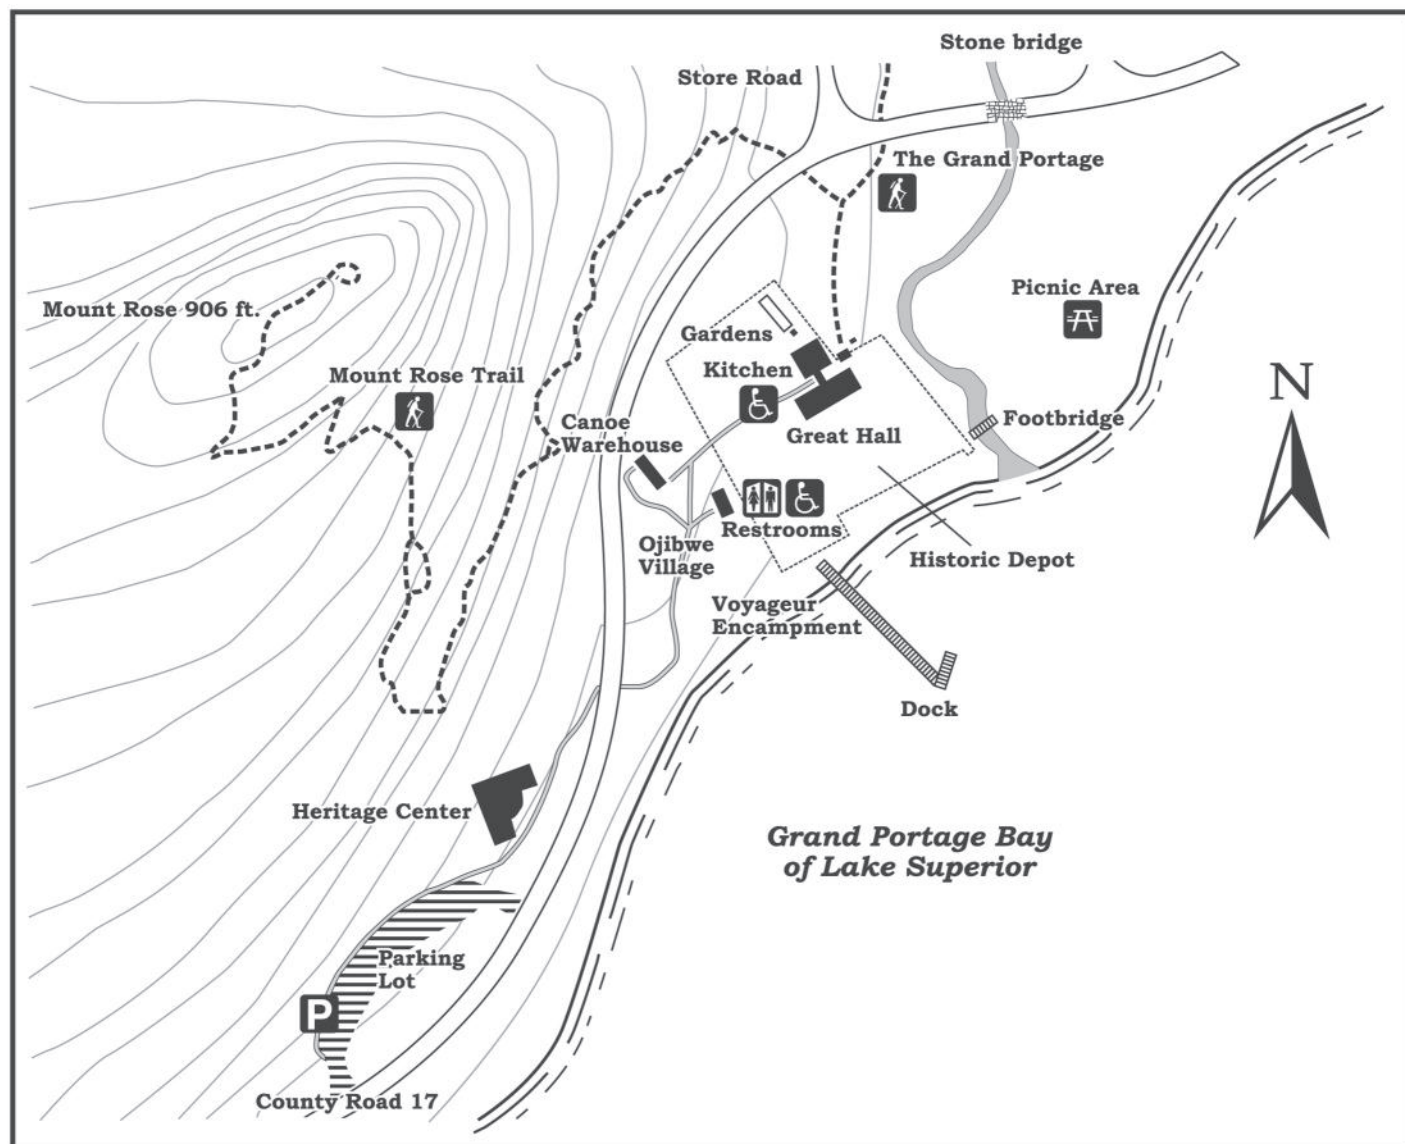 Stone bridge
Store Road
The Grand Portage
Picnic Area
Mount Rose 906 ft.
Gardens
Kitchen
Mount Rose Trail
Canoe
Warehouse
Footbridge
Great Hall
N
Restrooms
Ojibwe
Village
Historic Depot
Voyageur
Encampment
Dock
Heritage Center
Grand Portage Bay
of Lake Superior
Parking
Lot
P
County Road 17